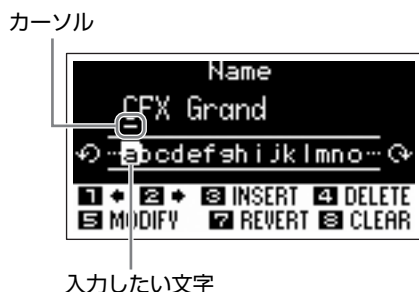 カーソル
Name
CFX Grand
…abcdefghijklmno…
1 ← 2 → 3 INSERT 4 DELETE
5 MODIFY 7 REVERT 8 CLEAR
入力したい文字